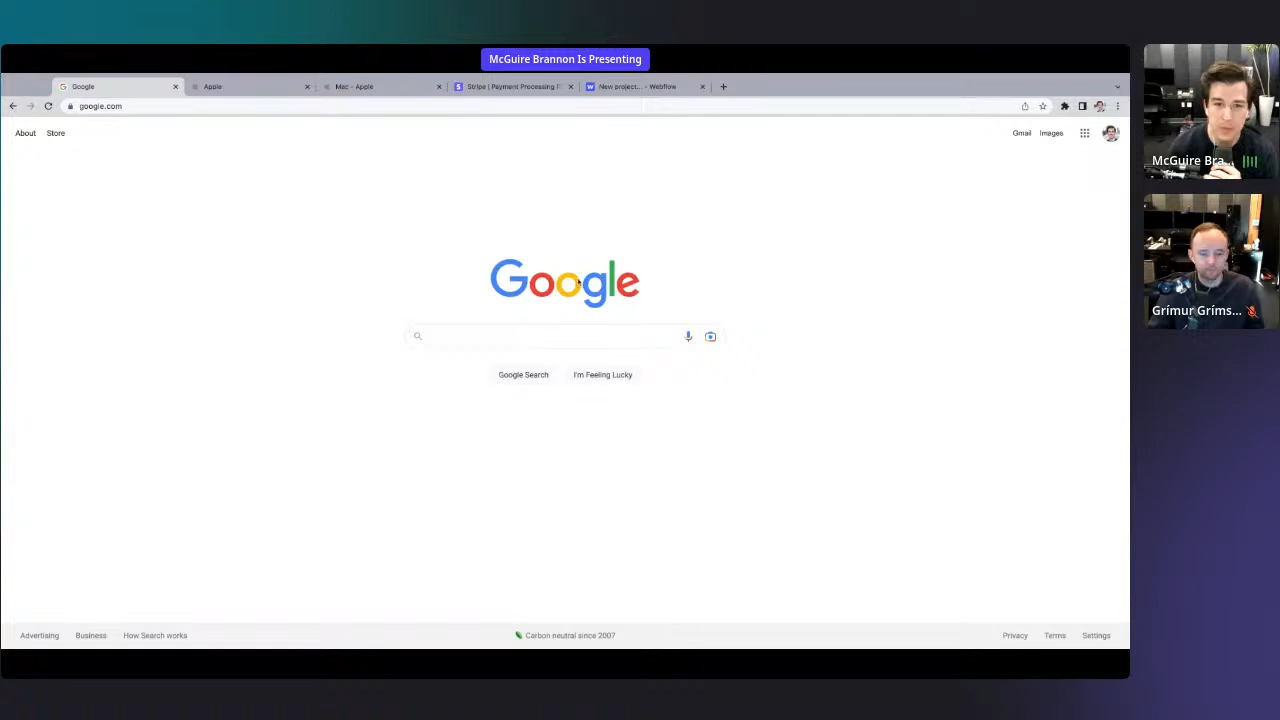 McGuire Brannon Is Presenting
Google
Apple
Mac - Apple
Stripe | Payment Processing
New project... - Webflow
google.com
About
Store
Gmail
Images
Google
Google Search
I'm Feeling Lucky
Advertising
Business
How Search works
Carbon neutral since 2007
Privacy
Terms
Settings
McGuire Bra...
Grímur Gríms...